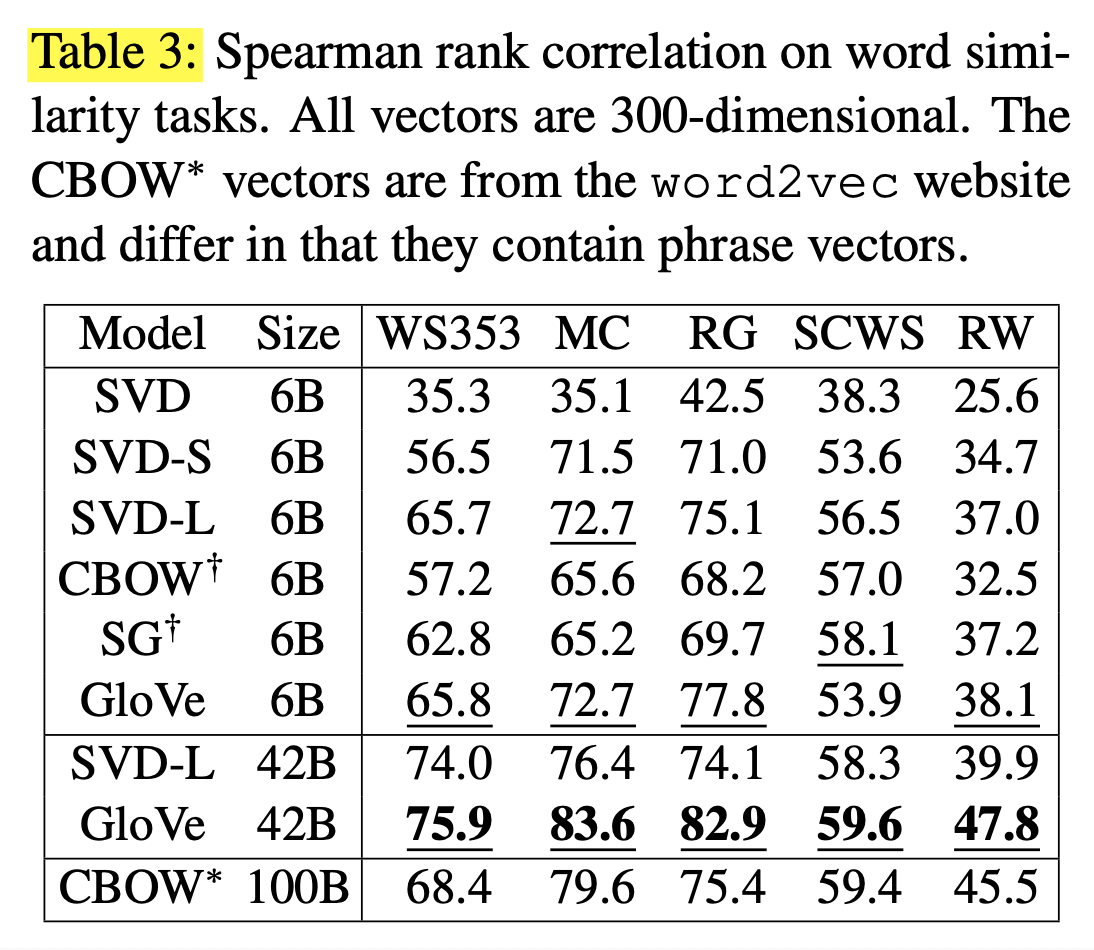 Table 3: Spearman rank correlation on word simi-
larity tasks. All vectors are 300-dimensional. The
CBOW* vectors are from the word2vec website
and differ in that they contain phrase vectors.
Model Size WS353 MC RG SCWS RW
SVD 6B 35.3 35.1 42.5 38.3 25.6
SVD-S 6B 56.5 71.5 71.0 53.6 34.7
SVD-L 6B 65.7 72.7 75.1 56.5 37.0
CBOW† 6B 57.2 65.6 68.2 57.0 32.5
SG† 6B 62.8 65.2 69.7 58.1 37.2
GloVe 6B 65.8 72.7 77.8 53.9 38.1
SVD-L 42B 74.0 76.4 74.1 58.3 39.9
GloVe 42B 75.9 83.6 82.9 59.6 47.8
CBOW* 100B 68.4 79.6 75.4 59.4 45.5